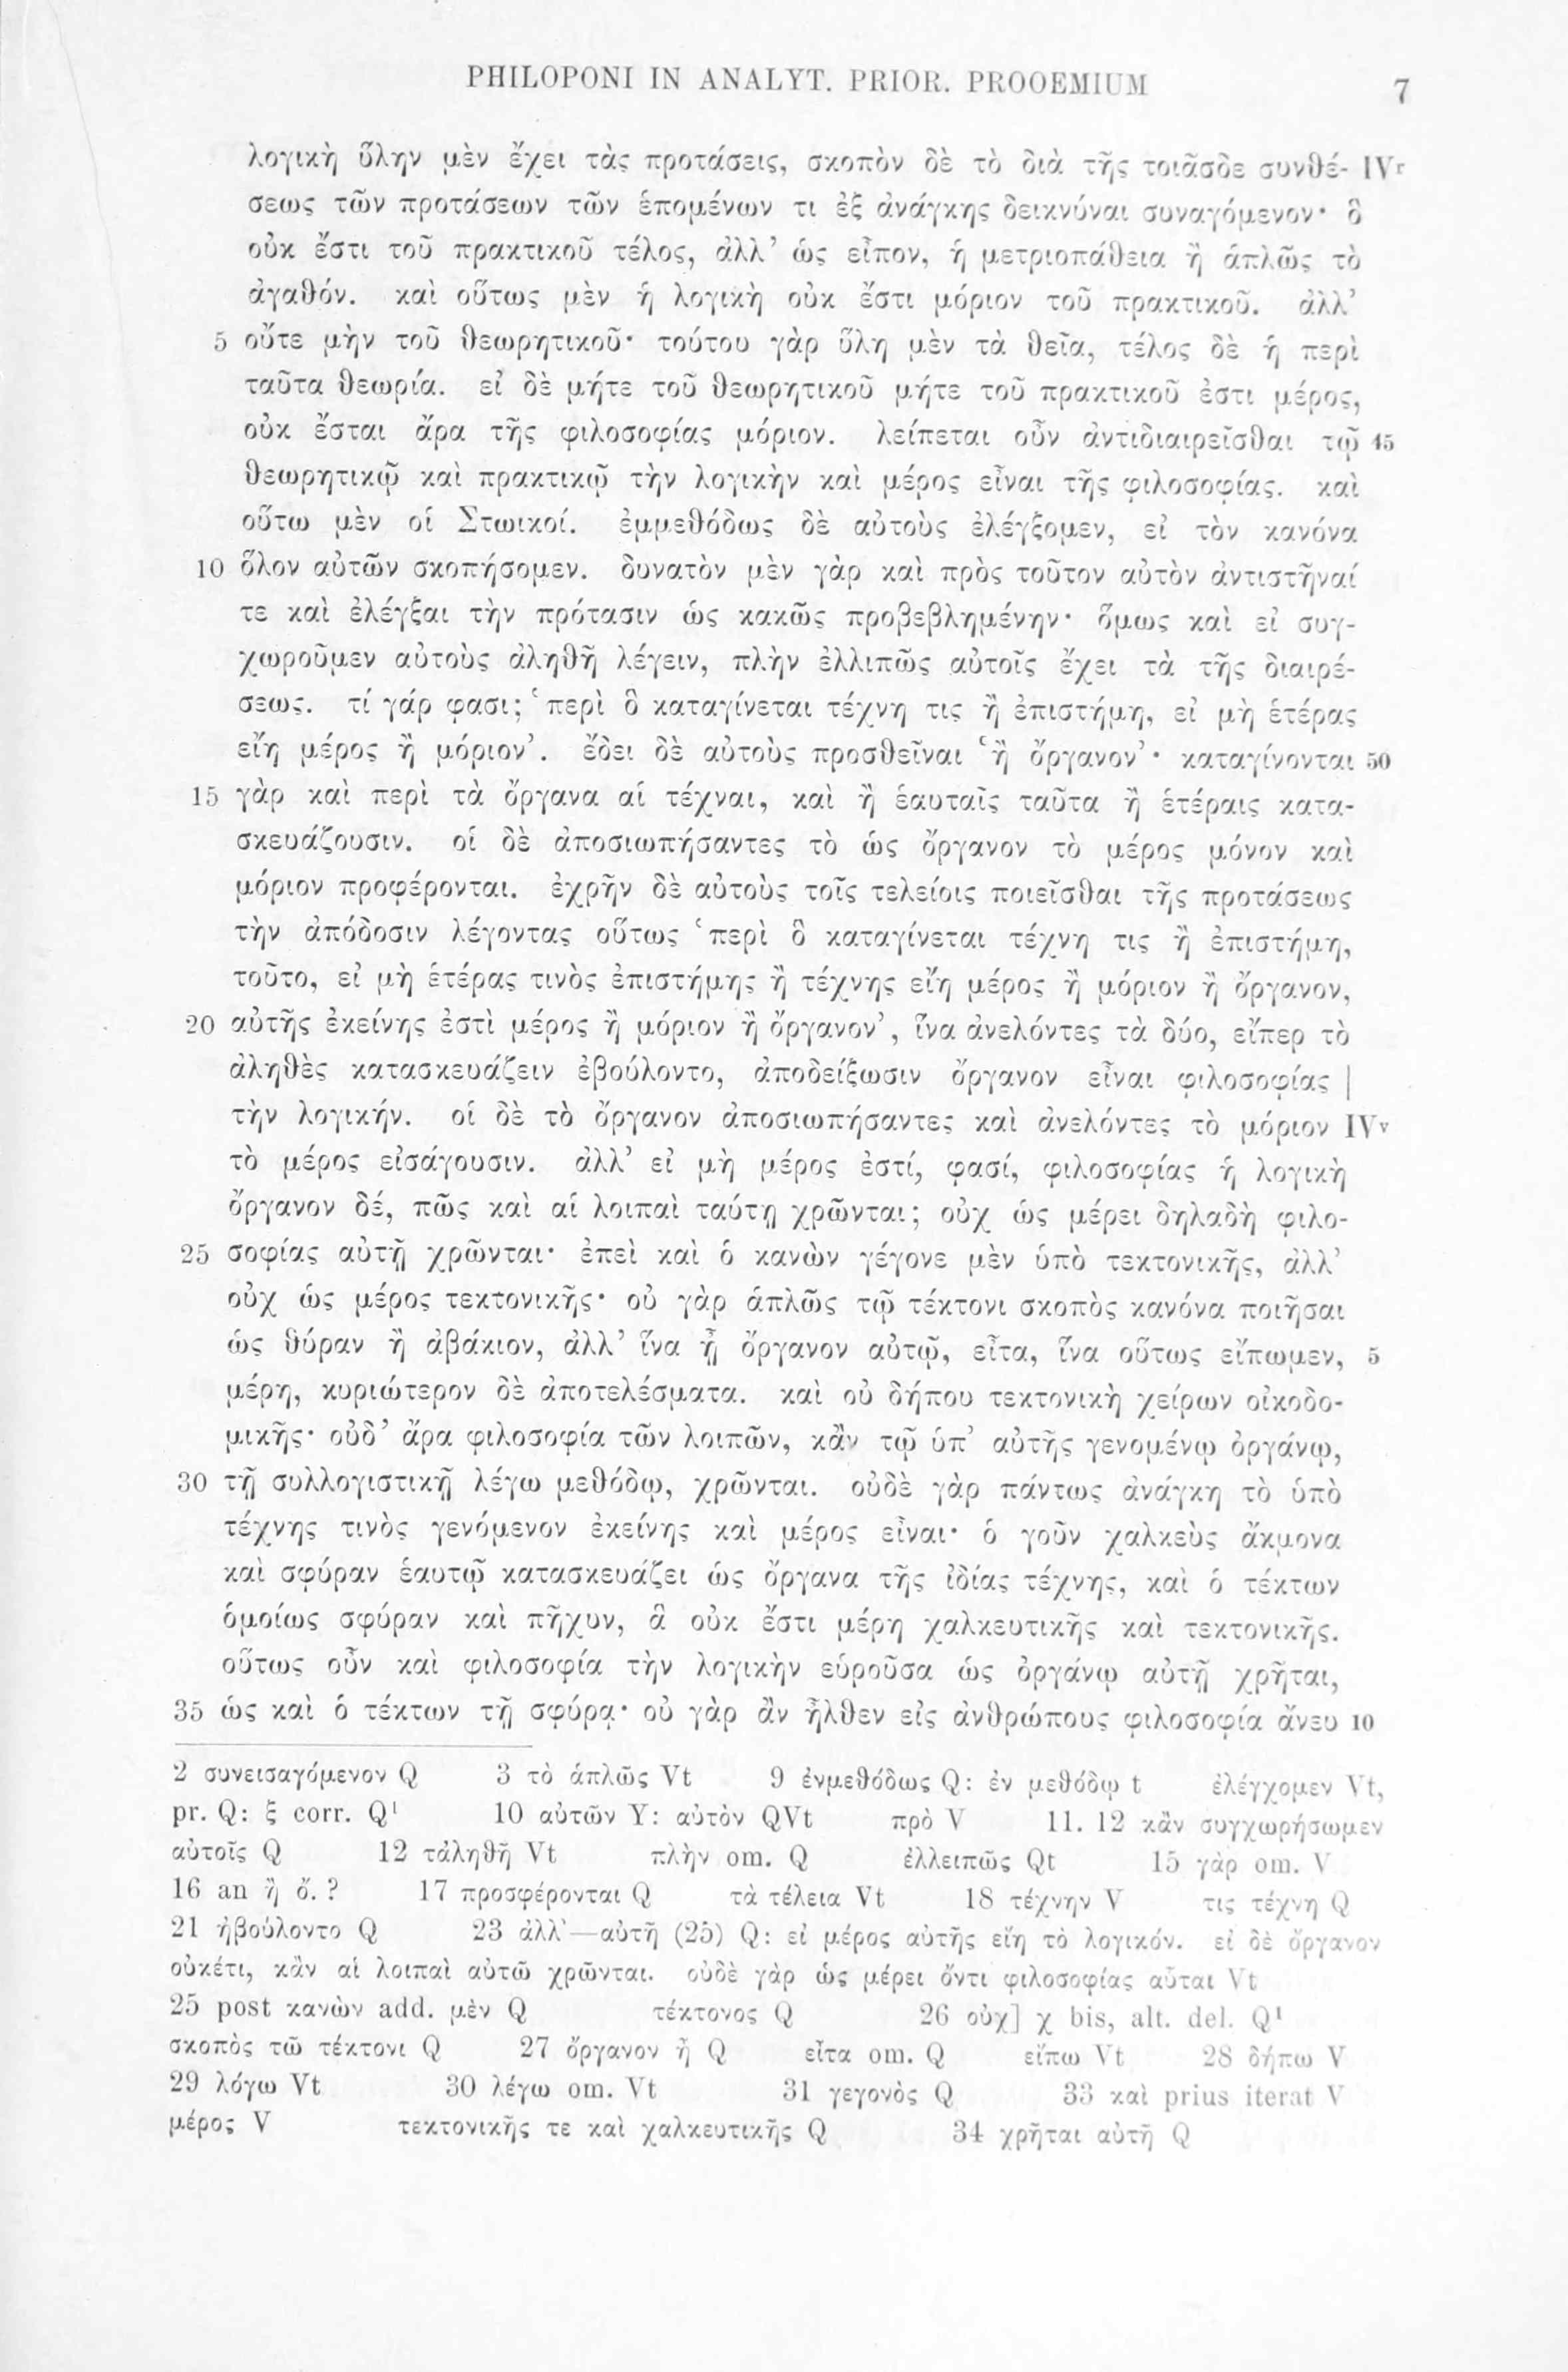 PHILOPONI IN ANALYT. PRIOR. PROOEMIUM 7
λογικὴ ὕλην μὲν ἔχει τὰς προτάσεις, σκοπὸν δὲ τὸ διὰ τῆς τοιᾶσδε συνθέ- IVr
σεως τῶν προτάσεων τῶν ἑπομένων τι ἐξ ἀνάγκης δεικνύναι συναγόμενον· ὃ
οὐκ ἔστι τοῦ πρακτικοῦ τέλος, ἀλλ’ ὡς εἶπον, ἡ μετριοπάθεια ἢ ἁπλῶς τὸ
ἀγαθόν. καὶ οὕτως μὲν ἡ λογικὴ οὐκ ἔστι μόριον τοῦ πρακτικοῦ. ἀλλ’
5 οὔτε μὴν τοῦ θεωρητικοῦ· τούτου γὰρ ὕλη μὲν τὰ θεῖα, τέλος δὲ ἡ περὶ
ταῦτα θεωρία. εἰ δὲ μήτε τοῦ θεωρητικοῦ μήτε τοῦ πρακτικοῦ ἐστι μέρος,
οὐκ ἔσται ἄρα τῆς φιλοσοφίας μόριον. λείπεται οὖν ἀντιδιαιρεῖσθαι τῷ 45
θεωρητικῷ καὶ πρακτικῷ τὴν λογικὴν καὶ μέρος εἶναι τῆς φιλοσοφίας. καὶ
οὕτω μὲν οἱ Στωικοί. ἐμμεθόδως δὲ αὐτοὺς ἐλέγξομεν, εἰ τὸν κανόνα
10 ὅλον αὐτῶν σκοπήσομεν. δυνατὸν μὲν γὰρ καὶ πρὸς τοῦτον αὐτὸν ἀντιστῆναί
τε καὶ ἐλέγξαι τὴν πρότασιν ὡς κακῶς προβεβλημένην· ὅμως καὶ εἰ συγ-
χωροῦμεν αὐτοὺς ἀληθῆ λέγειν, πλὴν ἐλλιπῶς αὐτοῖς ἔχει τὰ τῆς διαιρέ-
σεως. τί γάρ φασι; ‘περὶ ὃ καταγίνεται τέχνη τις ἢ ἐπιστήμη, εἰ μὴ ἑτέρας
εἴη μέρος ἢ μόριον’. ἔδει δὲ αὐτοὺς προσθεῖναι ‘ἢ ὄργανον’· καταγίνονται 50
15 γὰρ καὶ περὶ τὰ ὄργανα αἱ τέχναι, καὶ ἢ ἑαυταῖς ταῦτα ἢ ἑτέραις κατα-
σκευάζουσιν. οἱ δὲ ἀποσιωπήσαντες τὸ ὡς ὄργανον τὸ μέρος μόνον καὶ
μόριον προφέρονται. ἐχρῆν δὲ αὐτοὺς τοῖς τελείοις ποιεῖσθαι τῆς προτάσεως
τὴν ἀπόδοσιν λέγοντας οὕτως ‘περὶ ὃ καταγίνεται τέχνη τις ἢ ἐπιστήμη,
τοῦτο, εἰ μὴ ἑτέρας τινὸς ἐπιστήμης ἢ τέχνης εἴη μέρος ἢ μόριον ἢ ὄργανον,
20 αὐτῆς ἐκείνης ἐστὶ μέρος ἢ μόριον ἢ ὄργανον’, ἵνα ἀνελόντες τὰ δύο, εἴπερ τὸ
ἀληθὲς κατασκευάζειν ἐβούλοντο, ἀποδείξωσιν ὄργανον εἶναι φιλοσοφίας |
τὴν λογικήν. οἱ δὲ τὸ ὄργανον ἀποσιωπήσαντες καὶ ἀνελόντες τὸ μόριον IVv
τὸ μέρος εἰσάγουσιν. ἀλλ’ εἰ μὴ μέρος ἐστί, φασί, φιλοσοφίας ἡ λογικὴ
ὄργανον δέ, πῶς καὶ αἱ λοιπαὶ ταύτῃ χρῶνται; οὐχ ὡς μέρει δηλαδὴ φιλο-
25 σοφίας αὐτῇ χρῶνται· ἐπεὶ καὶ ὁ κανὼν γέγονε μὲν ὑπὸ τεκτονικῆς, ἀλλ’
οὐχ ὡς μέρος τεκτονικῆς· οὐ γὰρ ἁπλῶς τῷ τέκτονι σκοπὸς κανόνα ποιῆσαι
ὡς θύραν ἢ ἀβάκιον, ἀλλ’ ἵνα ᾖ ὄργανον αὐτῷ, εἶτα, ἵνα οὕτως εἴπωμεν, 5
μέρη, κυριώτερον δὲ ἀποτελέσματα. καὶ οὐ δήπου τεκτονικὴ χείρων οἰκοδο-
μικῆς· οὐδ’ ἄρα φιλοσοφία τῶν λοιπῶν, κἂν τῷ ὑπ’ αὐτῆς γενομένῳ ὀργάνῳ,
30 τῇ συλλογιστικῇ λέγω μεθόδῳ, χρῶνται. οὐδὲ γὰρ πάντως ἀνάγκη τὸ ὑπὸ
τέχνης τινὸς γενόμενον ἐκείνης καὶ μέρος εἶναι· ὁ γοῦν χαλκεὺς ἄκμονα
καὶ σφύραν ἑαυτῷ κατασκευάζει ὡς ὄργανα τῆς ἰδίας τέχνης, καὶ ὁ τέκτων
ὁμοίως σφύραν καὶ πῆχυν, ἃ οὐκ ἔστι μέρη χαλκευτικῆς καὶ τεκτονικῆς.
οὕτως οὖν καὶ φιλοσοφία τὴν λογικὴν εὑροῦσα ὡς ὀργάνῳ αὐτῇ χρῆται,
35 ὡς καὶ ὁ τέκτων τῇ σφύρᾳ· οὐ γὰρ ἂν ἦλθεν εἰς ἀνθρώπους φιλοσοφία ἄνευ 10
2 συνεισαγόμενον Q 3 τὸ ἁπλῶς Vt 9 ἐνμεθόδως Q: ἐν μεθόδῳ t ἐλέγχομεν Vt,
pr. Q: ξ corr. Q¹ 10 αὐτῶν Y: αὐτὸν QVt πρὸ V 11. 12 κἂν συγχωρήσωμεν
αὐτοῖς Q 12 τἀληθῆ Vt πλὴν om. Q ἐλλειπῶς Qt 15 γὰρ om. V
16 an ἢ ὄ. ? 17 προσφέρονται Q τὰ τέλεια Vt 18 τέχνην V τις τέχνη Q
21 ἠβούλοντο Q 23 ἀλλ’—αὐτῇ (25) Q: εἰ μέρος αὐτῆς εἴη τὸ λογικόν. εἰ δὲ ὄργανον
οὐκέτι, κἂν αἱ λοιπαὶ αὐτῶ χρῶνται. οὐδὲ γὰρ ὡς μέρει ὄντι φιλοσοφίας αὗται Vt
25 post κανὼν add. μὲν Q τέκτονος Q 26 οὐχ] χ bis, alt. del. Q¹
σκοπὸς τῶ τέκτονι Q 27 ὄργανον ἦ Q εἶτα om. Q εἴπω Vt 28 δήπω V
29 λόγω Vt 30 λέγω om. Vt 31 γεγονὸς Q 33 καὶ prius iterat V
μέρος V τεκτονικῆς τε καὶ χαλκευτικῆς Q 34 χρῆται αὐτῆ Q